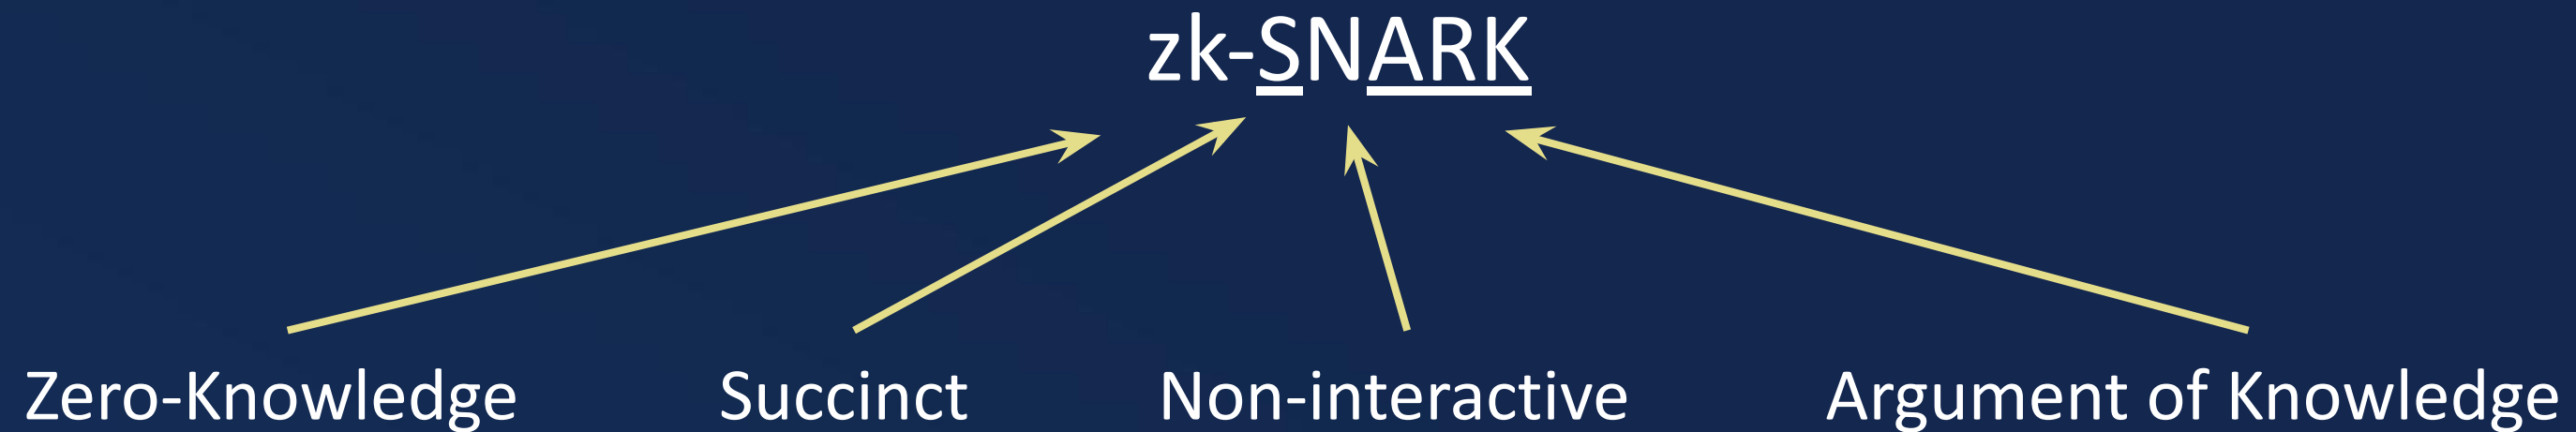 zk-SNARK
Zero-Knowledge Succinct Non-interactive Argument of Knowledge